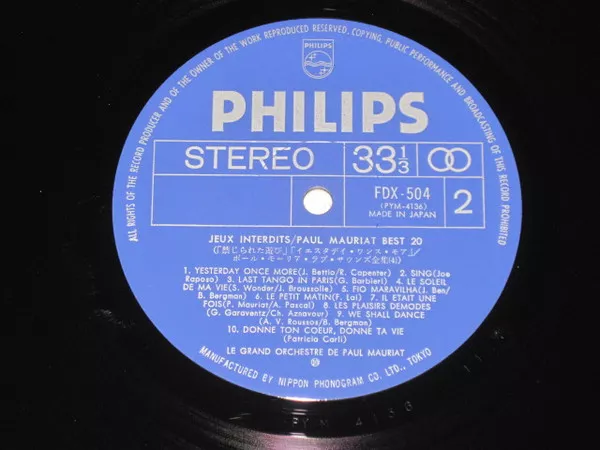 ALL RIGHTS OF THE RECORD PRODUCER AND OF THE OWNER OF THE WORK REPRODUCED RESERVED. COPYING, PUBLIC PERFORMANCE AND BROADCASTING OF THIS RECORD PROHIBITED
PHILIPS
PHILIPS
STEREO 33 1/3
FDX-504
(PYM-4136)
MADE IN JAPAN
2
JEUX INTERDITS/PAUL MAURIAT BEST 20
(「禁じられた遊び」「イエスタデイ・ワンス・モア」/
ポール・モーリア・ラブ・サウンズ全集(4))
1. YESTERDAY ONCE MORE(J. Bettio/R. Capenter) 2. SING(Joe
Raposo) 3. LAST TANGO IN PARIS(G. Barbieri) 4. LE SOLEIL
DE MA VIE(S. Wonder/J. Broussolle) 5. FIO MARAVILHA(J. Ben/
B. Bergman) 6. LE PETIT MATIN(F. Lai) 7. IL ETAIT UNE
FOIS(P. Mauriat/A. Pascal) 8. LES PLAISIRS DEMODES
(G. Garaventz/Ch. Aznavour) 9. WE SHALL DANCE
(A. V. Roussos/B. Bergman)
10. DONNE TON COEUR, DONNE TA VIE
(Patricia Carli)
LE GRAND ORCHESTRE DE PAUL MAURIAT
MANUFACTURED BY NIPPON PHONOGRAM CO. LTD., TOKYO
PYM 4136